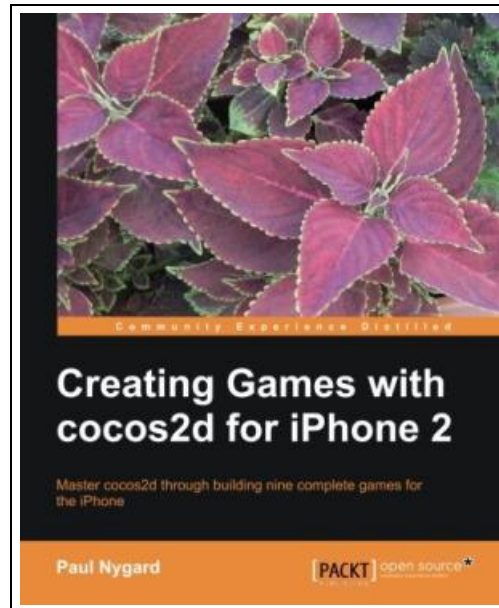 Community Experience Distilled
Creating Games with
cocos2d for iPhone 2
Master cocos2d through building nine complete games for
the iPhone
Paul Nygard
[PACKT] open source*